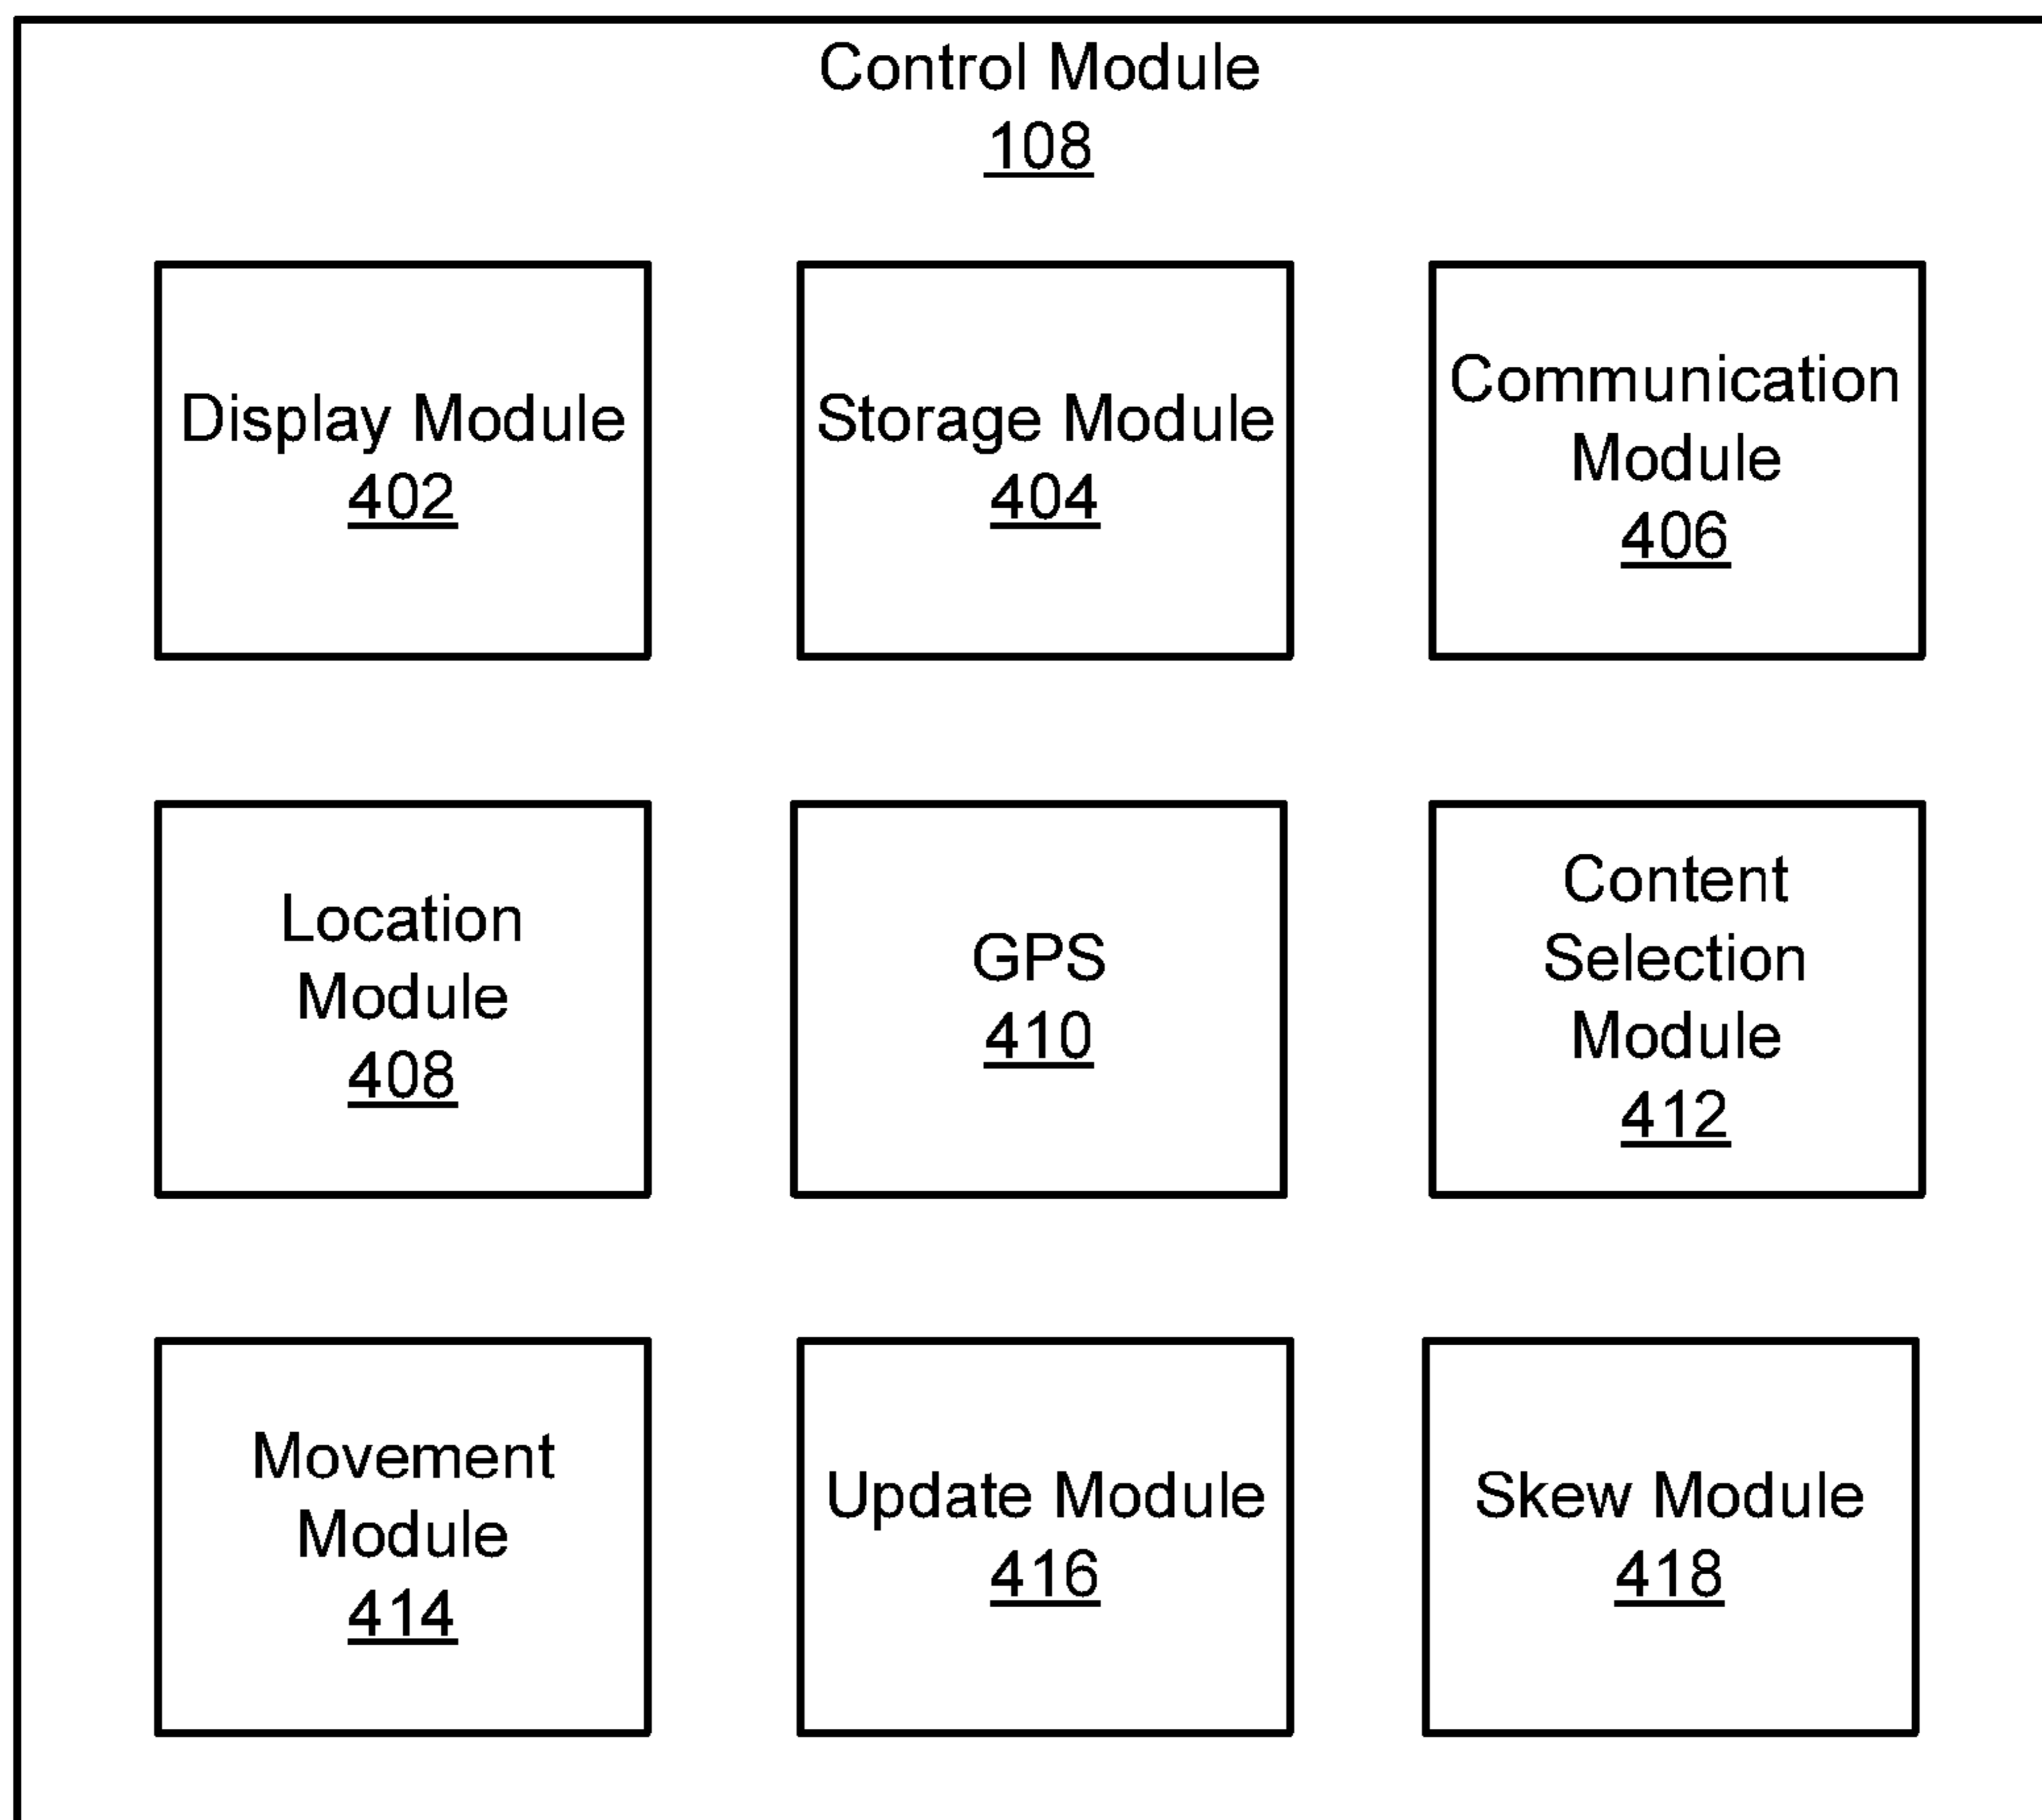 Control Module
108
Display Module
402
Storage Module
404
Communication
Module
406
Location
Module
408
GPS
410
Content
Selection
Module
412
Movement
Module
414
Update Module
416
Skew Module
418